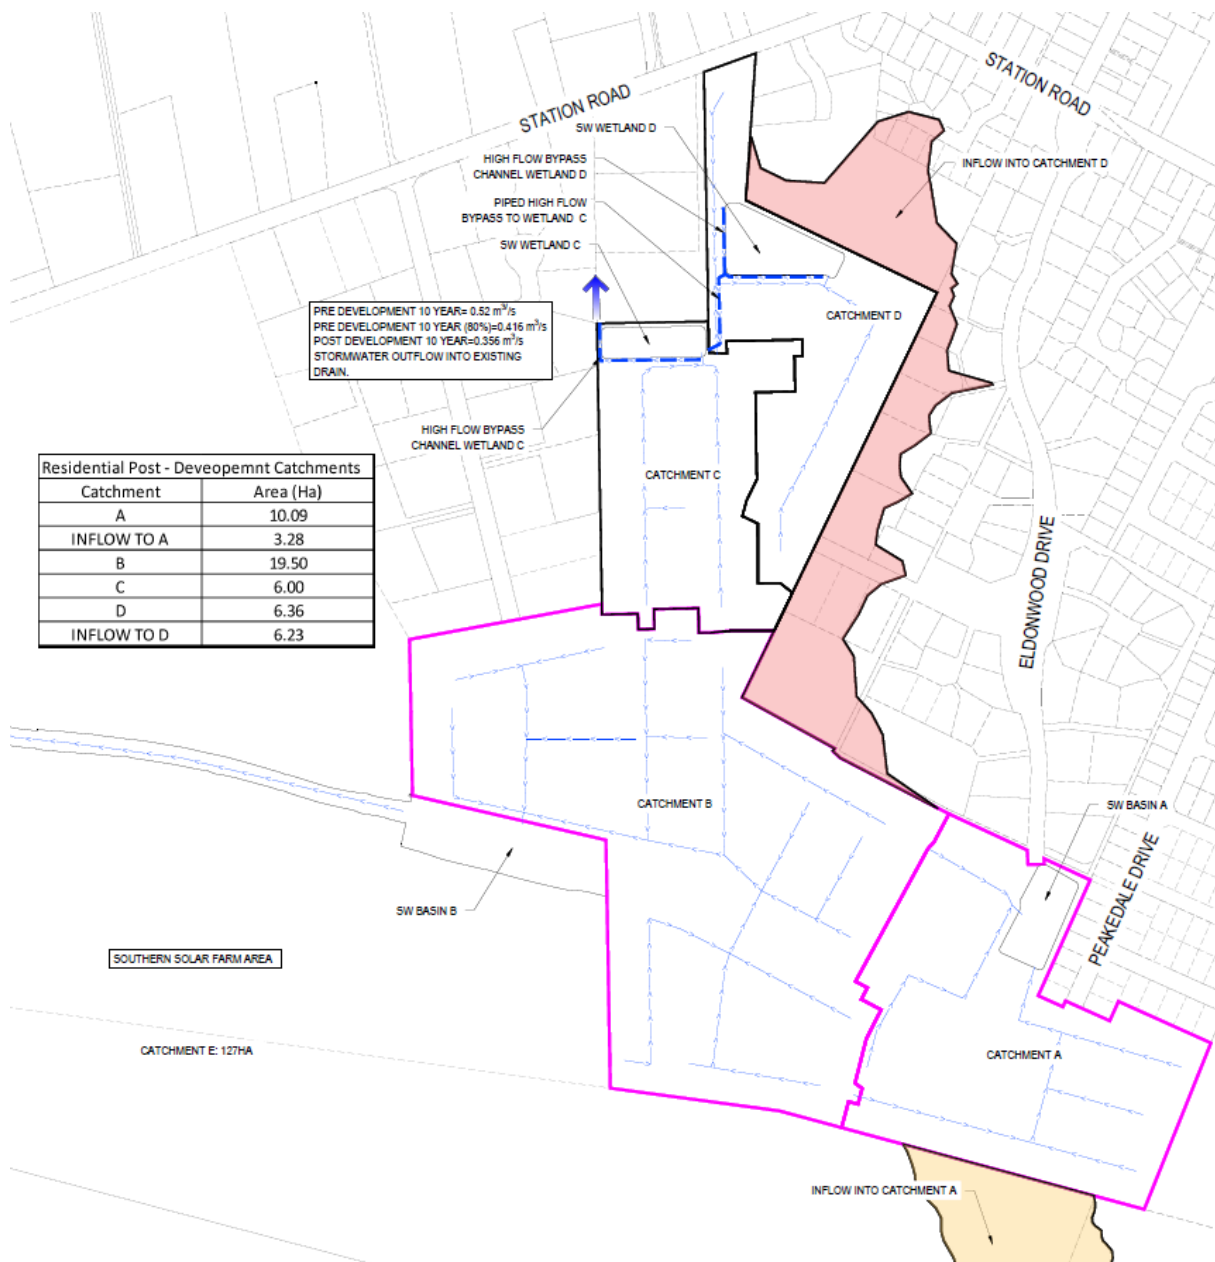 STATION ROAD
STATION ROAD
SW WETLAND D
HIGH FLOW BYPASS
CHANNEL WETLAND D
INFLOW INTO CATCHMENT D
PIPED HIGH FLOW
BYPASS TO WETLAND C
SW WETLAND C
PRE DEVELOPMENT 10 YEAR= 0.52 m³/s
PRE DEVELOPMENT 10 YEAR (80%)=0.416 m³/s
POST DEVELOPMENT 10 YEAR=0.356 m³/s
STORMWATER OUTFLOW INTO EXISTING
DRAIN.
CATCHMENT D
HIGH FLOW BYPASS
CHANNEL WETLAND C
Residential Post - Deveopemnt Catchments
Catchment Area (Ha)
A 10.09
INFLOW TO A 3.28
B 19.50
C 6.00
D 6.36
INFLOW TO D 6.23
CATCHMENT C
ELDONWOOD DRIVE
CATCHMENT B
SW BASIN A
PEAKEDALE DRIVE
SW BASIN B
SOUTHERN SOLAR FARM AREA
CATCHMENT E: 127HA
CATCHMENT A
INFLOW INTO CATCHMENT A